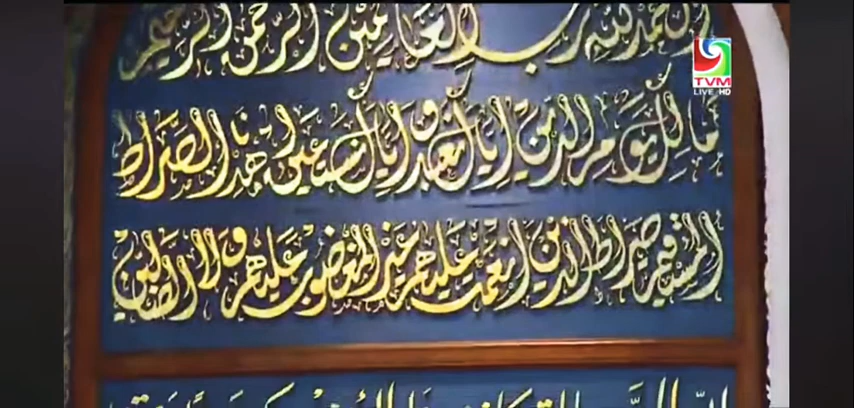 الحمد لله رب العالمين الرحمن الرحيم
مالك يوم الدين إياك نعبد وإياك نستعين اهدنا الصراط
المستقيم صراط الذين أنعمت عليهم غير المغضوب عليهم ولا الضالين
TVM
LIVE HD